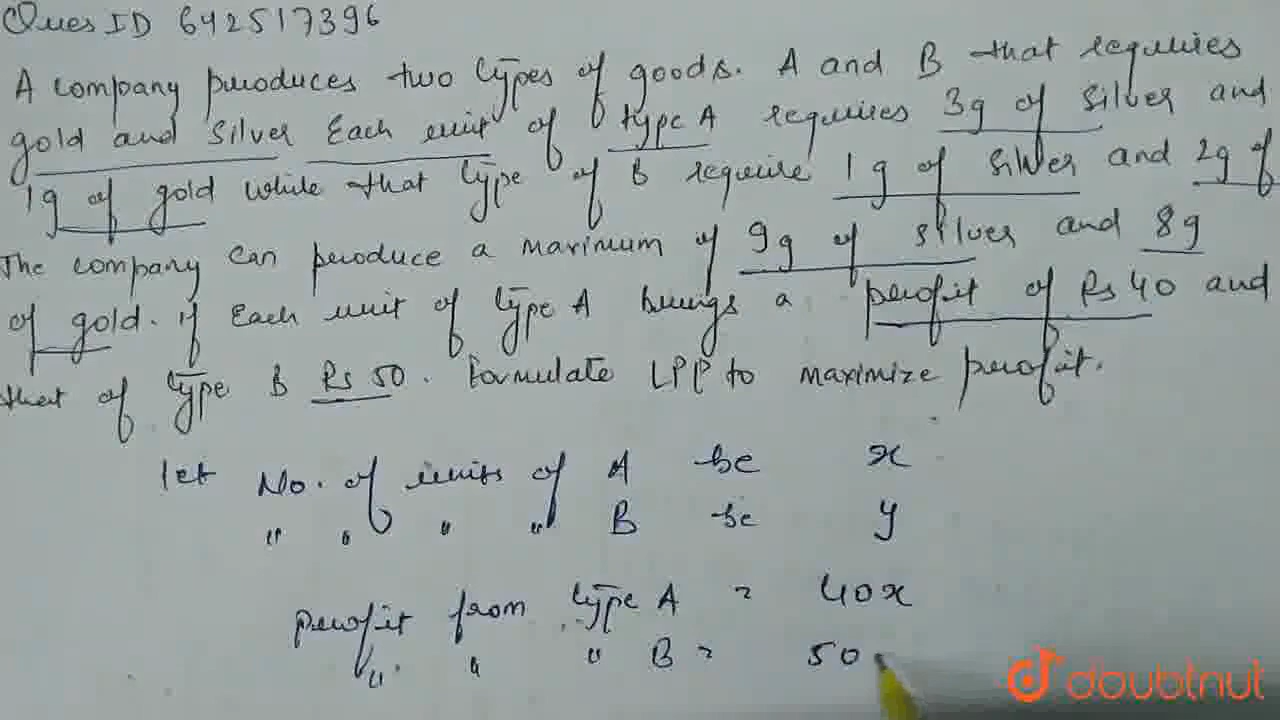 Ques ID 642517396
A company produces two types of goods. A and B that requires
gold and silver Each unit of type A requires 3g of silver and
1g of gold while that type of B require 1g of silver and 2g of
The company can produce a maximum of 9g of silver and 8g
of gold. if Each unit of type A brings a profit of Rs 40 and
that of type B Rs 50. Formulate LPP to maximize profit.
let No. of units of A be x
" " " " B be y
profit from type A = 40x
" " " B = 50
doubtnut